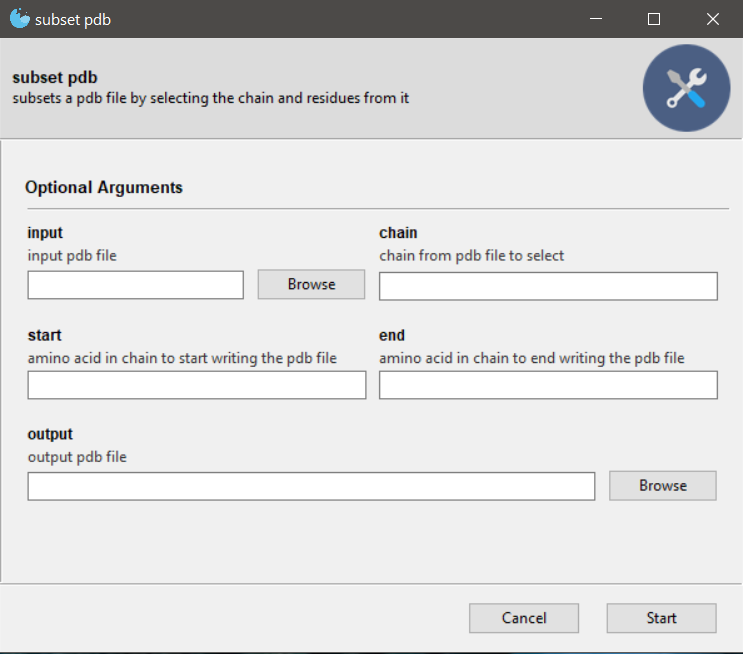 subset pdb
subset pdb
subsets a pdb file by selecting the chain and residues from it
Optional Arguments
input
input pdb file
Browse
chain
chain from pdb file to select
start
amino acid in chain to start writing the pdb file
end
amino acid in chain to end writing the pdb file
output
output pdb file
Browse
Cancel
Start